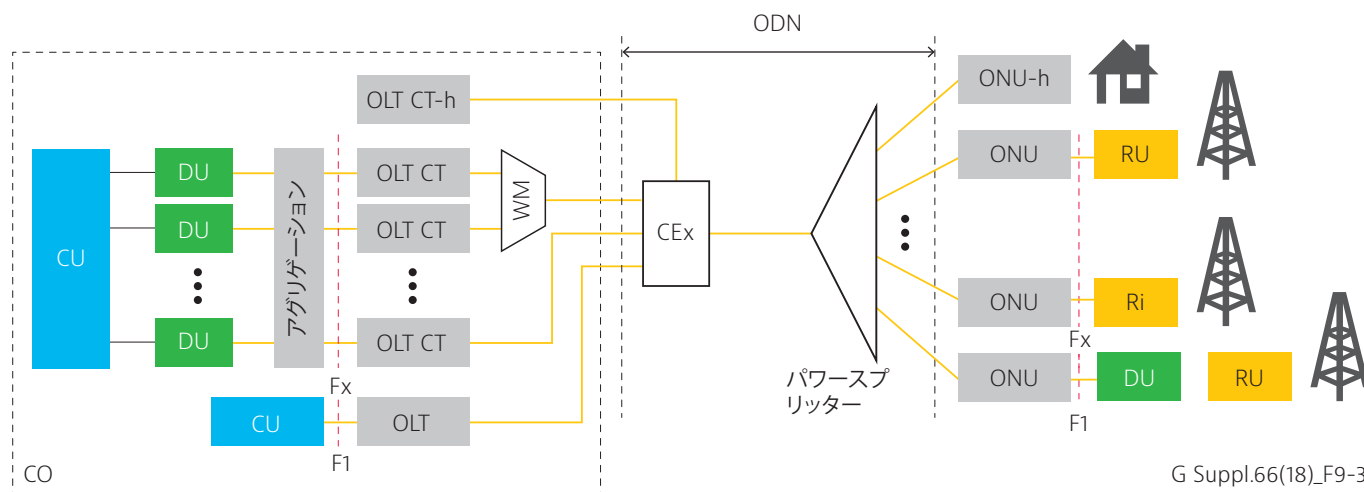 ODN
OLT CT-h
ONU-h
CU
DU
アグリゲーション
OLT CT
WM
ONU
RU
DU
OLT CT
CEx
DU
OLT CT
ONU
Ri
Fx
Fx
パワースプ
リッター
ONU
DU
RU
CU
OLT
F1
F1
CO
G Suppl.66(18)_F9-3